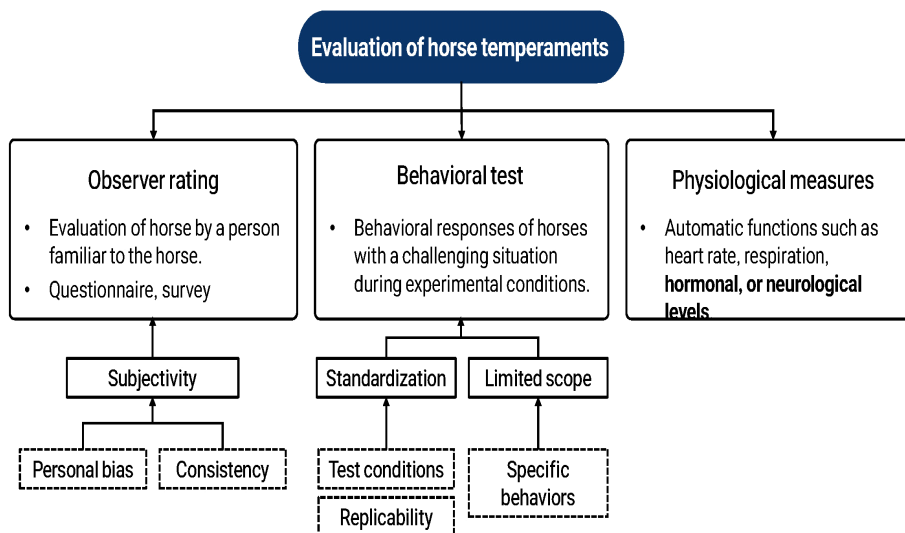 Evaluation of horse temperaments
Observer rating
• Evaluation of horse by a person
familiar to the horse.
• Questionnaire, survey
Behavioral test
• Behavioral responses of horses
with a challenging situation
during experimental conditions.
Physiological measures
• Automatic functions such as
heart rate, respiration,
hormonal, or neurological
levels
Subjectivity
Standardization
Limited scope
Personal bias
Consistency
Test conditions
Replicability
Specific
behaviors